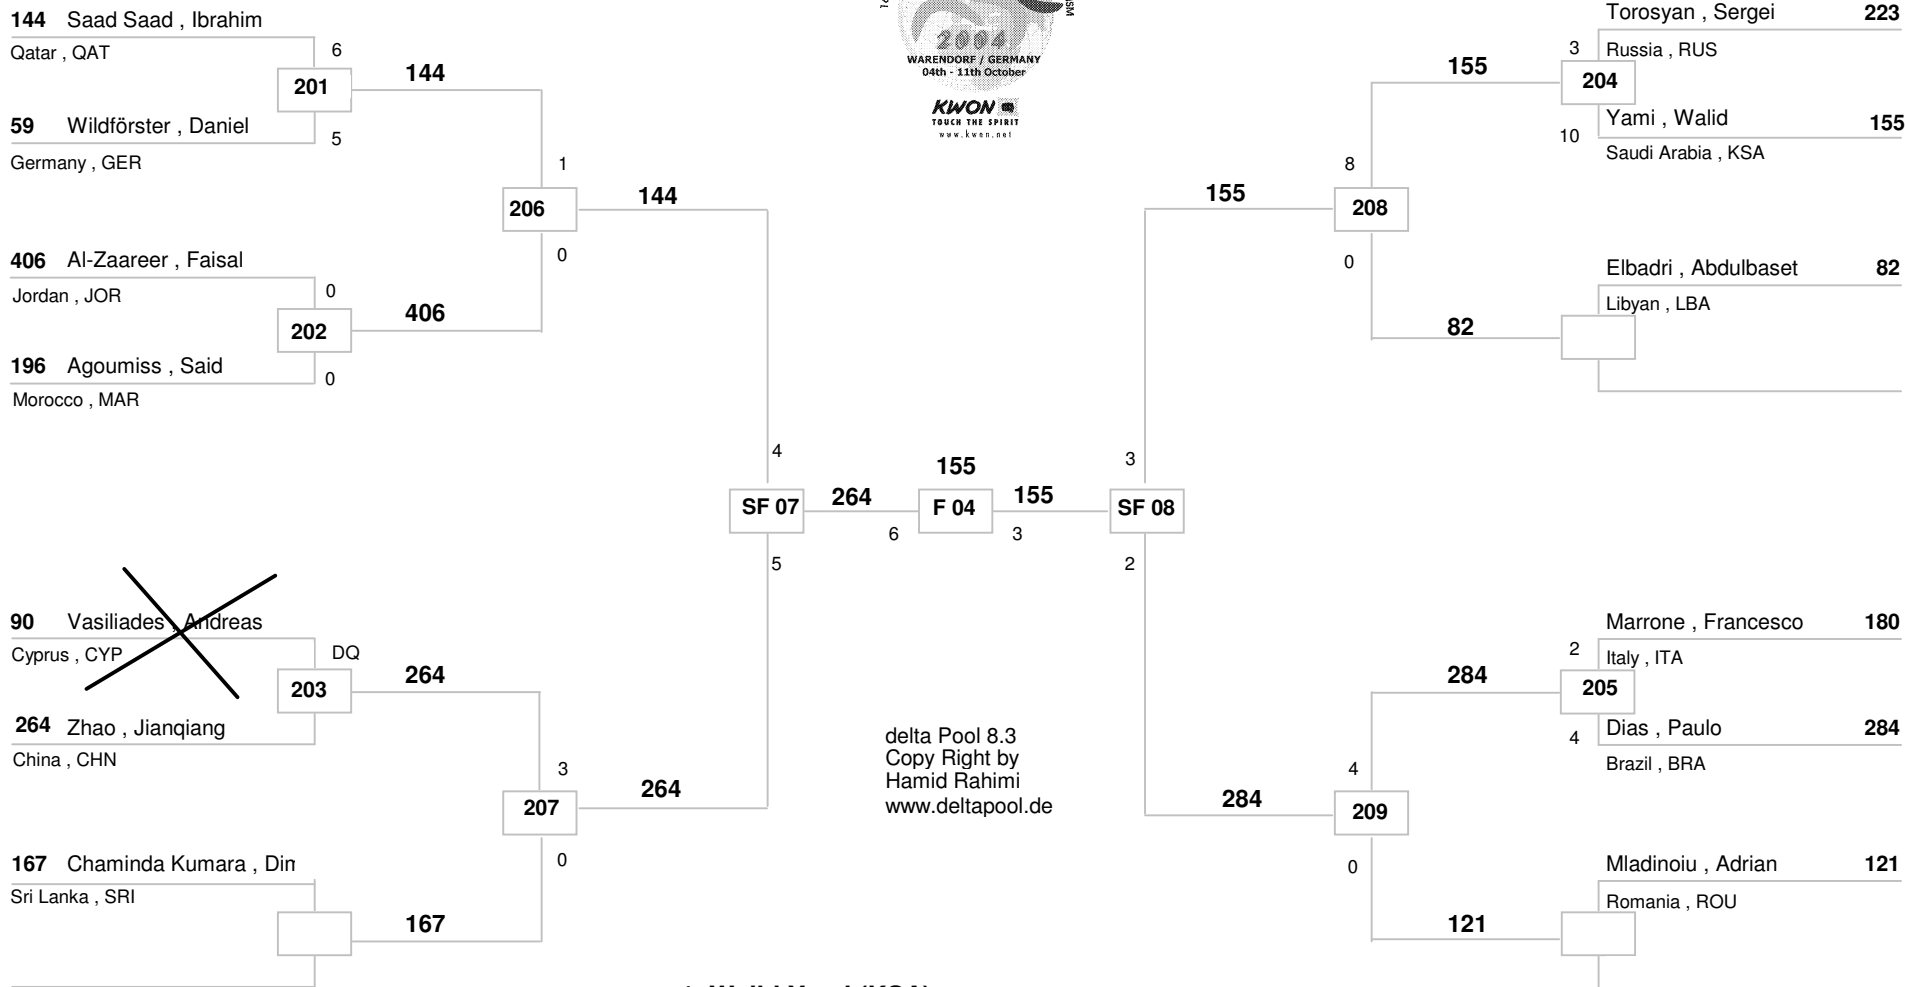 144 Saad Saad , Ibrahim
Qatar , QAT
6
201
144
59 Wildförster , Daniel
5
Germany , GER
1
206
144
0
406 Al-Zaareer , Faisal
Jordan , JOR
0
202
406
196 Agoumiss , Said
0
Morocco , MAR
4
SF 07
264
5
90 Vasiliades , Andreas
Cyprus , CYP
DQ
203
264
264 Zhao , Jianqiang
China , CHN
3
207
264
0
167 Chaminda Kumara , Dim
Sri Lanka , SRI
167
2004
WARENDORF / GERMANY
04th - 11th October
KWON
TOUCH THE SPIRIT
www.kwon.net
155
F 04
6
3
155
delta Pool 8.3
Copy Right by
Hamid Rahimi
www.deltapool.de
Torosyan , Sergei 223
3
Russia , RUS
155
204
Yami , Walid 155
10
Saudi Arabia , KSA
8
155
208
0
Elbadri , Abdulbaset 82
Libyan , LBA
82
3
SF 08
2
Marrone , Francesco 180
2
Italy , ITA
284
205
Dias , Paulo 284
4
Brazil , BRA
4
284
209
0
Mladinoiu , Adrian 121
Romania , ROU
121